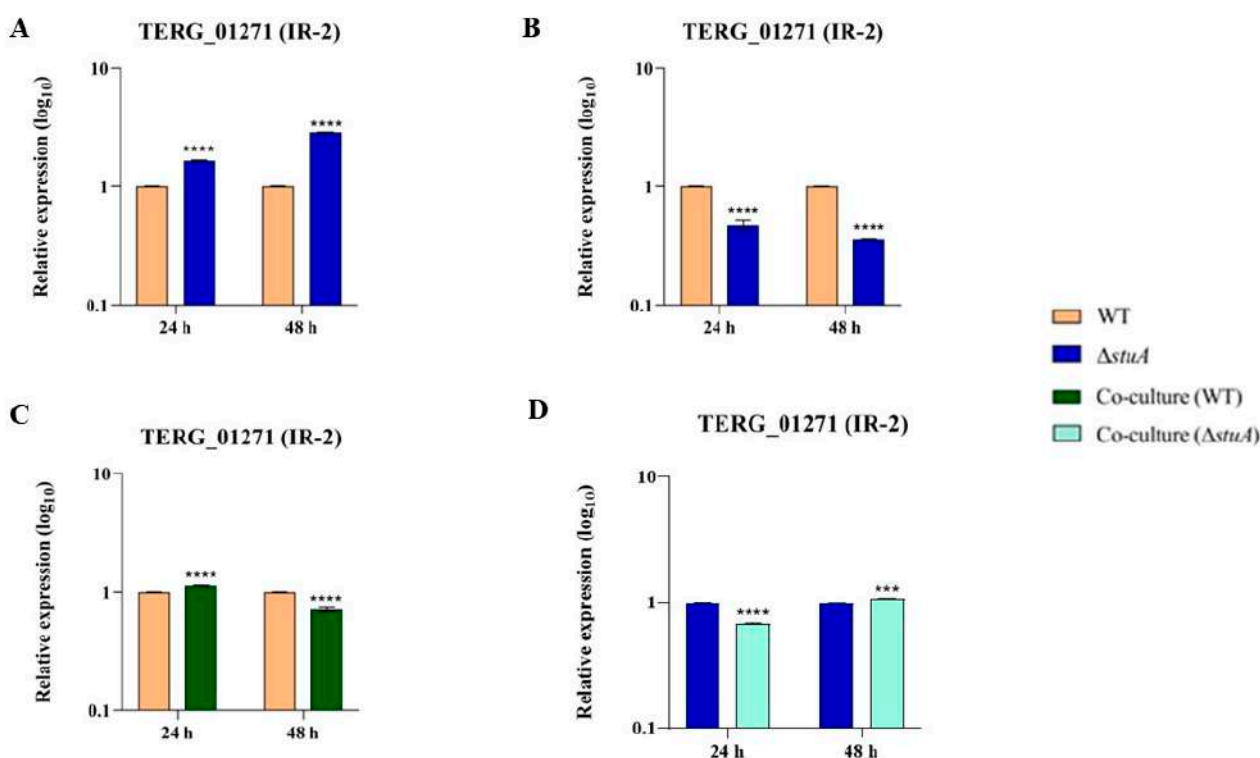 A
TERG_01271 (IR-2)
Relative expression (log₁₀)
10
1
0.1
****
****
24 h
48 h
B
TERG_01271 (IR-2)
Relative expression (log₁₀)
10
1
0.1
****
****
24 h
48 h
WT
ΔstuA
Co-culture (WT)
Co-culture (ΔstuA)
C
TERG_01271 (IR-2)
Relative expression (log₁₀)
10
1
0.1
****
****
24 h
48 h
D
TERG_01271 (IR-2)
Relative expression (log₁₀)
10
1
0.1
****
***
24 h
48 h